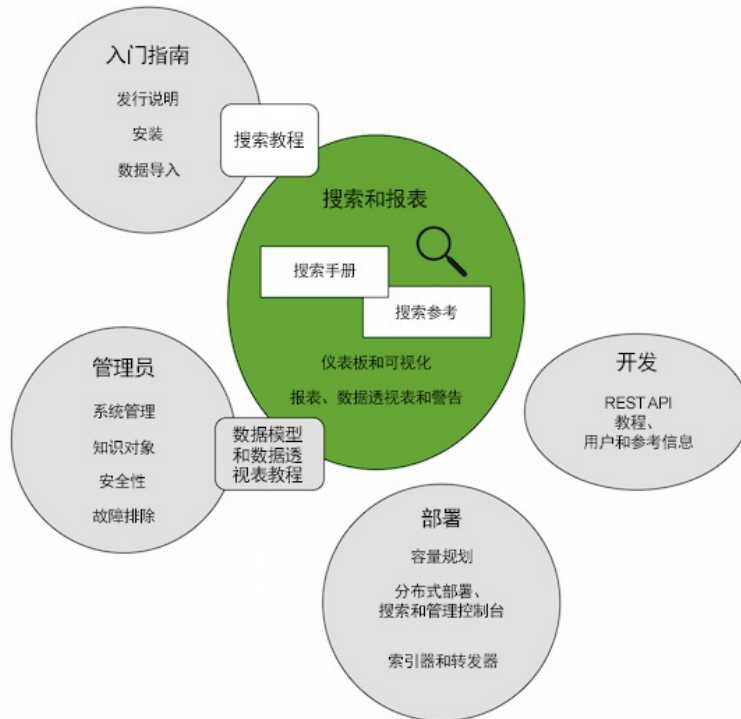 入门指南
发行说明
安装
数据导入
搜索教程
搜索和报表
搜索手册
搜索参考
仪表板和可视化
报表、数据透视表和警告
管理员
系统管理
知识对象
安全性
故障排除
数据模型
和数据透
视表教程
开发
REST API
教程、
用户和参考信息
部署
容量规划
分布式部署、
搜索和管理控制台
索引器和转发器